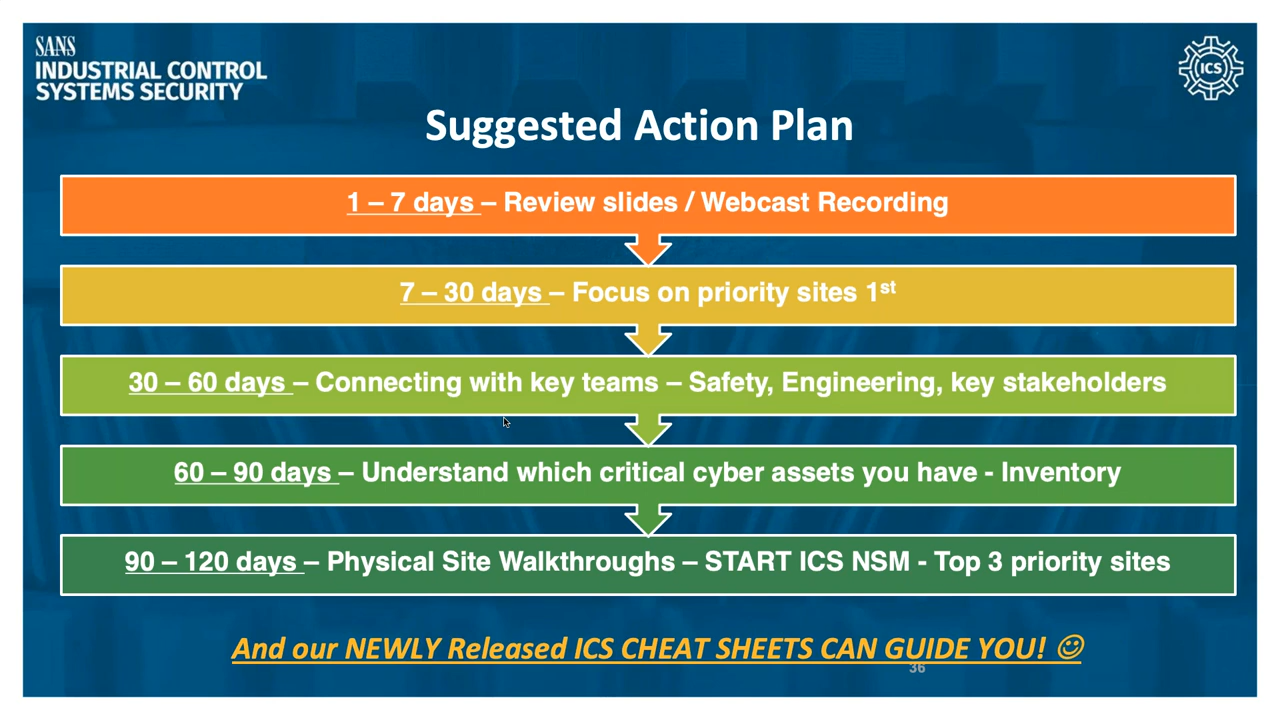 SANS
INDUSTRIAL CONTROL
SYSTEMS SECURITY
ICS
Suggested Action Plan
1 – 7 days – Review slides / Webcast Recording
7 – 30 days – Focus on priority sites 1st
30 – 60 days – Connecting with key teams – Safety, Engineering, key stakeholders
60 – 90 days – Understand which critical cyber assets you have - Inventory
90 – 120 days – Physical Site Walkthroughs – START ICS NSM - Top 3 priority sites
And our NEWLY Released ICS CHEAT SHEETS CAN GUIDE YOU! ☺
36